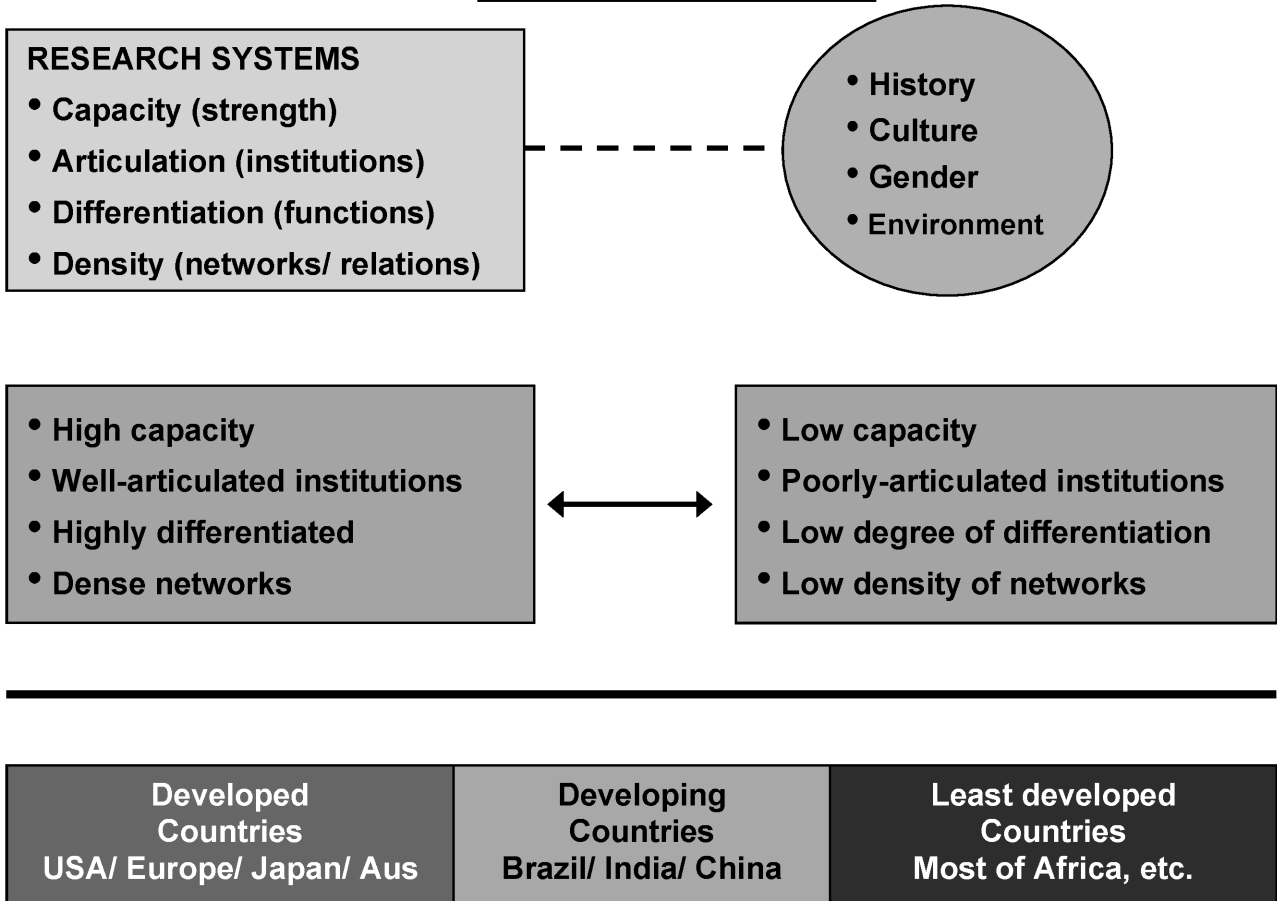 RESEARCH SYSTEMS
• Capacity (strength)
• Articulation (institutions)
• Differentiation (functions)
• Density (networks/ relations)
• History
• Culture
• Gender
• Environment
• High capacity
• Well-articulated institutions
• Highly differentiated
• Dense networks
• Low capacity
• Poorly-articulated institutions
• Low degree of differentiation
• Low density of networks
Developed
Countries
USA/ Europe/ Japan/ Aus
Developing
Countries
Brazil/ India/ China
Least developed
Countries
Most of Africa, etc.